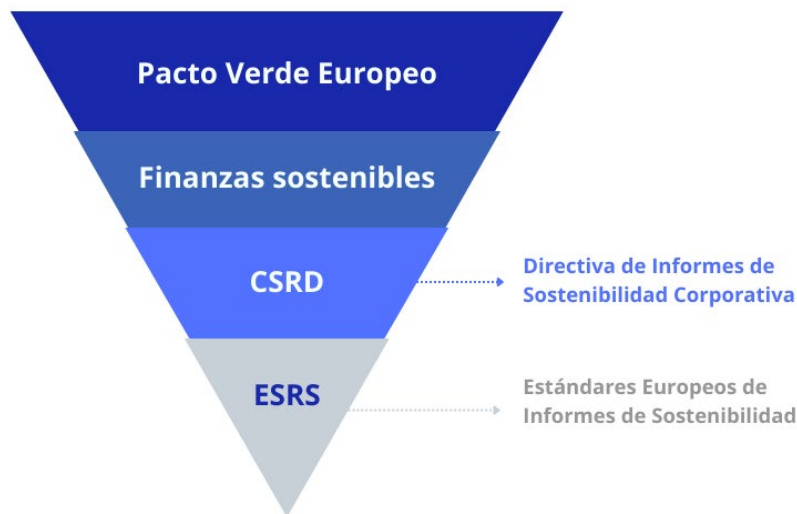 Pacto Verde Europeo
Finanzas sostenibles
CSRD
Directiva de Informes de
Sostenibilidad Corporativa
ESRS
Estándares Europeos de
Informes de Sostenibilidad